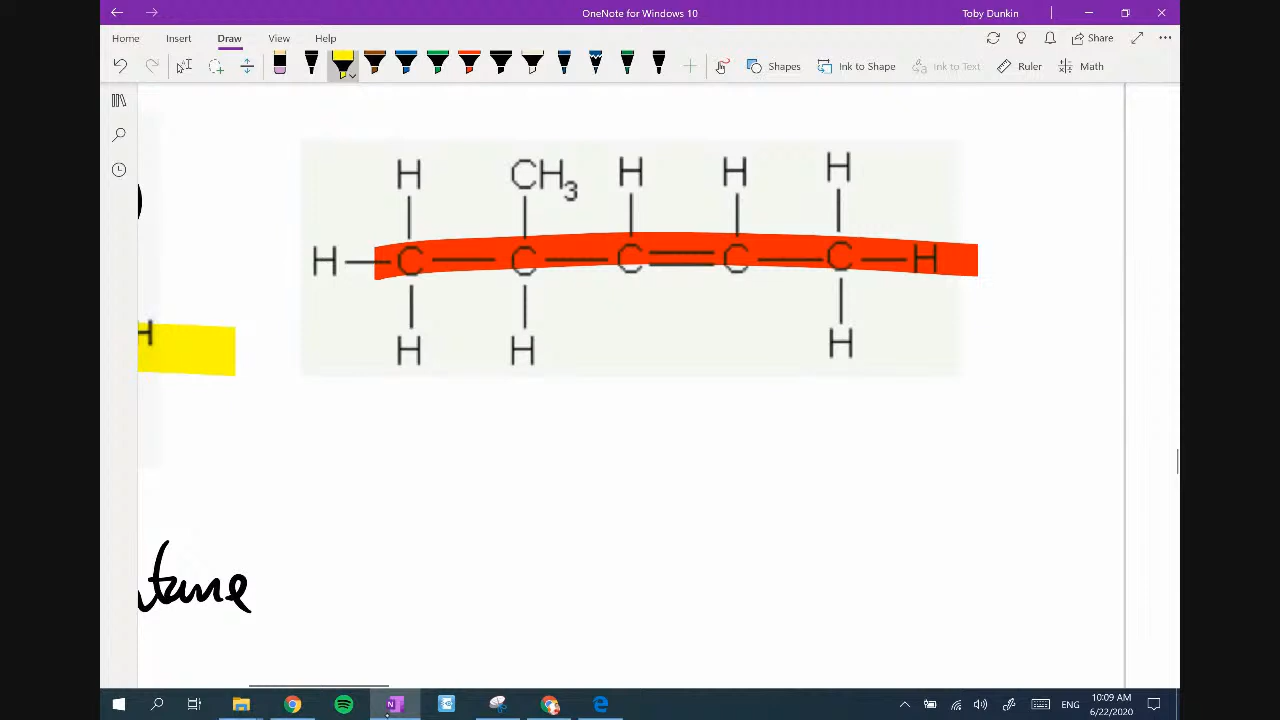 OneNote for Windows 10
Toby Dunkin
Home Insert Draw View Help
Share
Shapes Ink to Shape Ink to Text Ruler Math
H CH3 H H H
H C C C C C H
H H H
H
tane
N
ENG
10:09 AM
6/22/2020